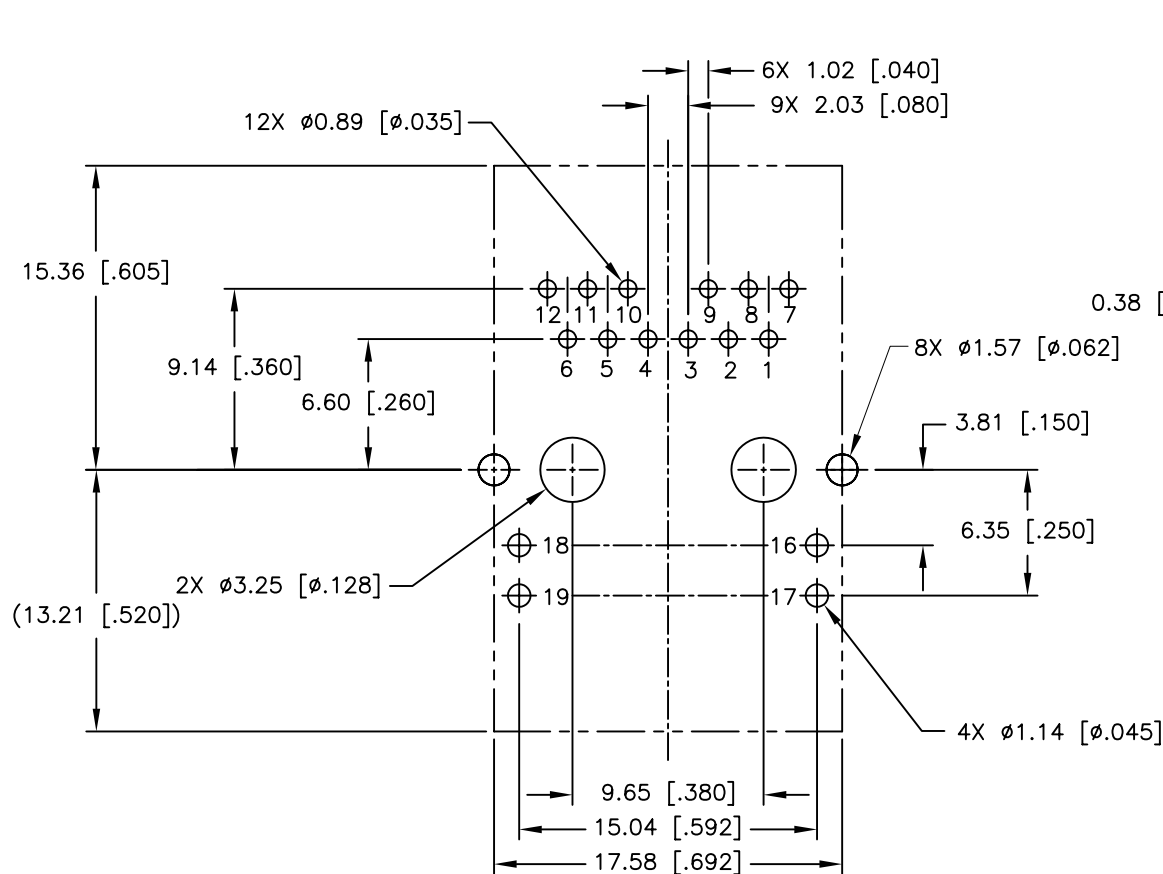 6X 1.02 [.040]
9X 2.03 [.080]
12X ø0.89 [ø.035]
15.36 [.605]
0.38 [
12 11 10 9 8 7
8X ø1.57 [ø.062]
9.14 [.360]
6 5 4 3 2 1
6.60 [.260]
3.81 [.150]
6.35 [.250]
18 16
2X ø3.25 [ø.128]
19 17
(13.21 [.520])
4X ø1.14 [ø.045]
9.65 [.380]
15.04 [.592]
17.58 [.692]